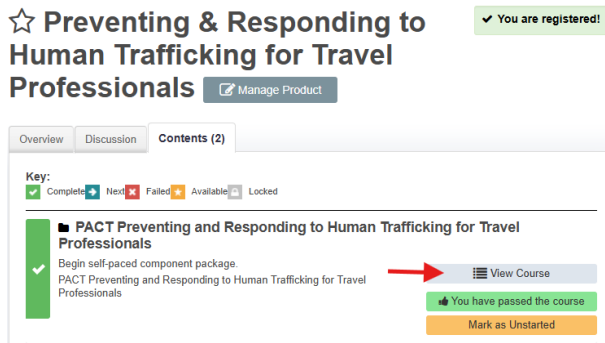 Preventing & Responding to
Human Trafficking for Travel
Professionals
Manage Product
You are registered!
Overview
Discussion
Contents (2)
Key:
Complete Next Failed Available Locked
PACT Preventing and Responding to Human Trafficking for Travel
Professionals
Begin self-paced component package.
PACT Preventing and Responding to Human Trafficking for Travel
Professionals
View Course
You have passed the course
Mark as Unstarted